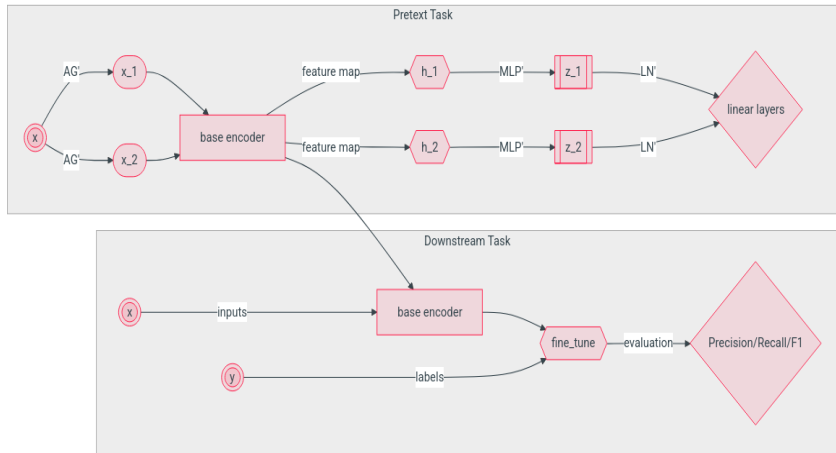 Pretext Task
AG'
x_1
feature map
h_1
MLP'
z_1
LN'
x
base encoder
linear layers
AG'
x_2
feature map
h_2
MLP'
z_2
LN'
Downstream Task
x
inputs
base encoder
fine_tune
evaluation
Precision/Recall/F1
y
labels